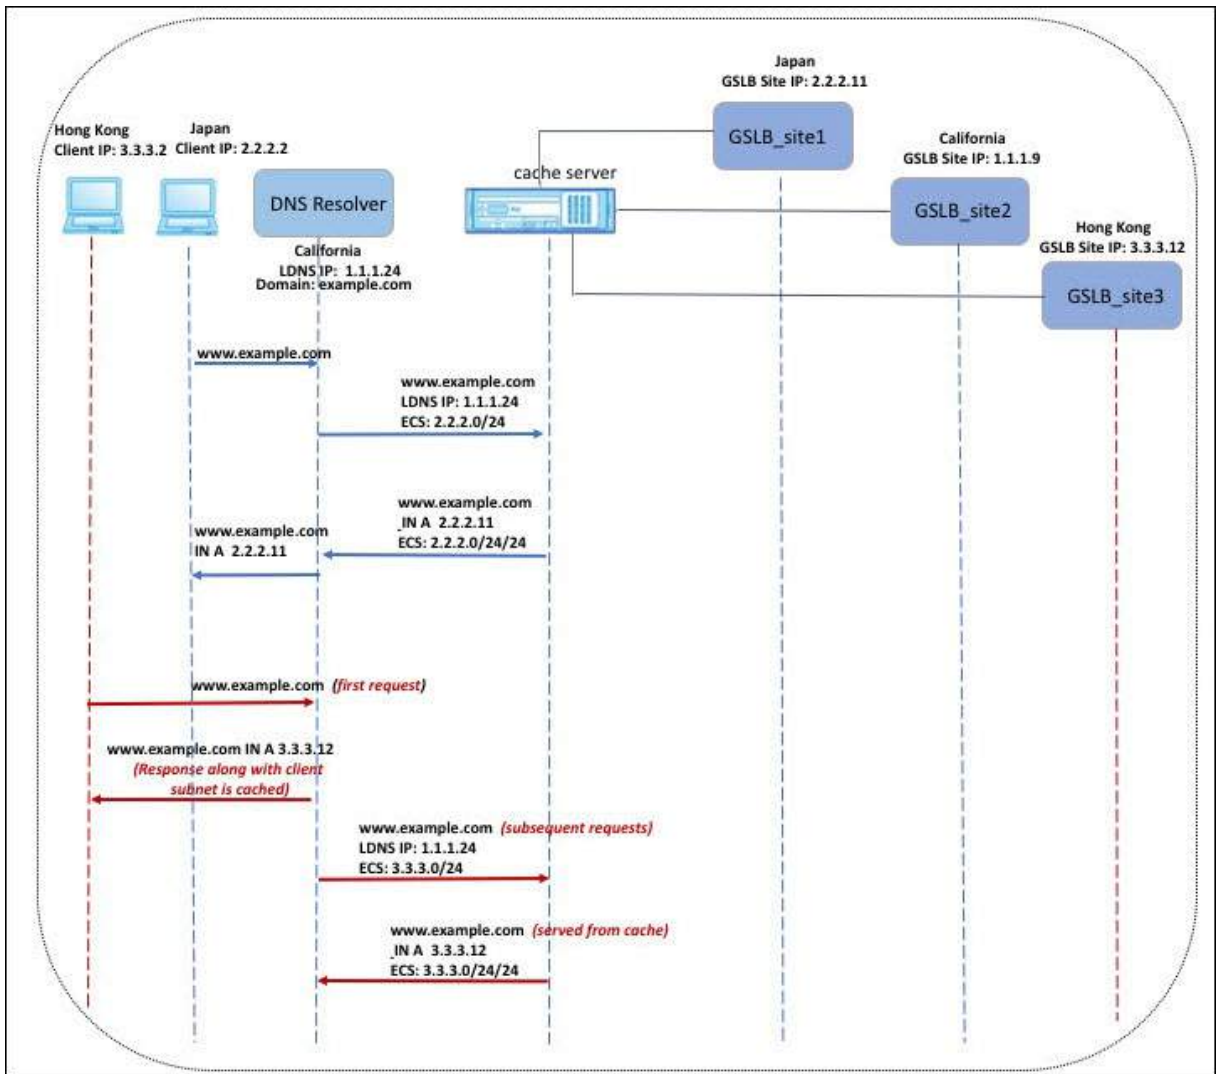 Japan
GSLB Site IP: 2.2.2.11
GSLB_site1
Hong Kong
Client IP: 3.3.3.2
Japan
Client IP: 2.2.2.2
California
GSLB Site IP: 1.1.1.9
GSLB_site2
cache server
DNS Resolver
Hong Kong
GSLB Site IP: 3.3.3.12
GSLB_site3
California
LDNS IP: 1.1.1.24
Domain: example.com
www.example.com
www.example.com
LDNS IP: 1.1.1.24
ECS: 2.2.2.0/24
www.example.com
_IN A 2.2.2.11
ECS: 2.2.2.0/24/24
www.example.com
IN A 2.2.2.11
www.example.com (first request)
www.example.com IN A 3.3.3.12
(Response along with client
subnet is cached)
www.example.com (subsequent requests)
LDNS IP: 1.1.1.24
ECS: 3.3.3.0/24
www.example.com (served from cache)
_IN A 3.3.3.12
ECS: 3.3.3.0/24/24